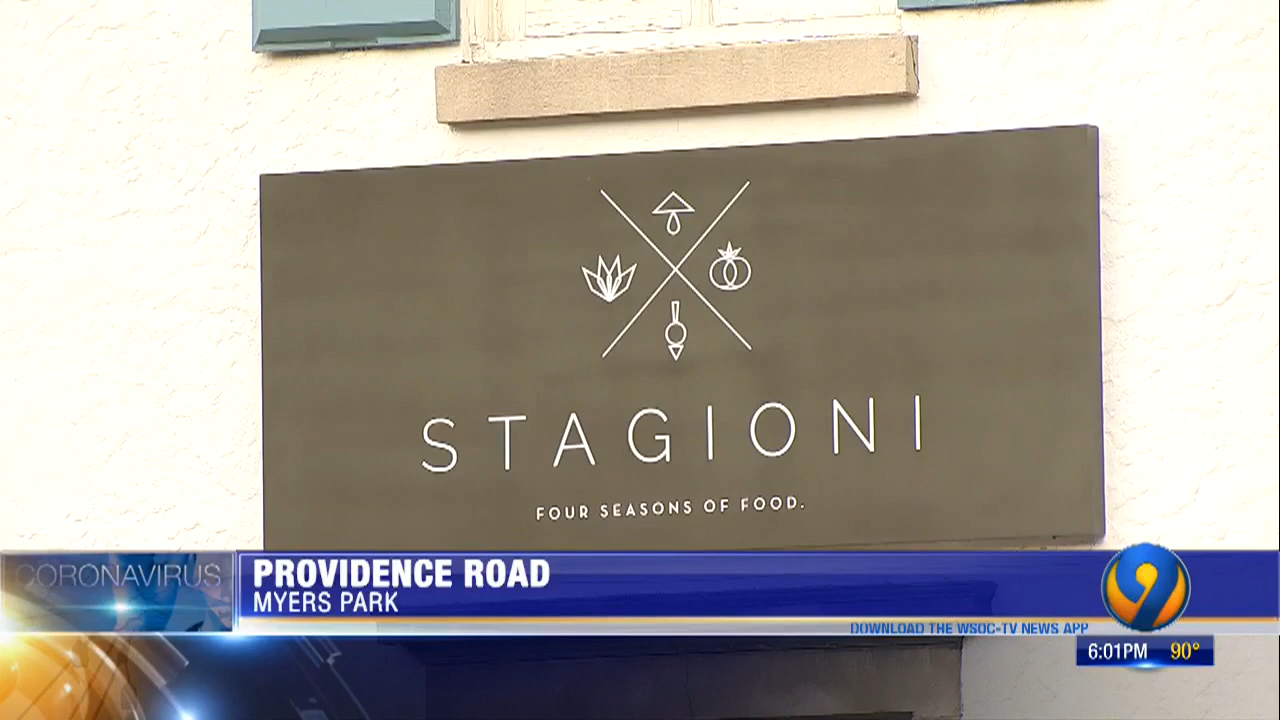 STAGIONI
FOUR SEASONS OF FOOD.
CORONAVIRUS
PROVIDENCE ROAD
MYERS PARK
9
DOWNLOAD THE WSOC-TV NEWS APP
6:01PM 90°